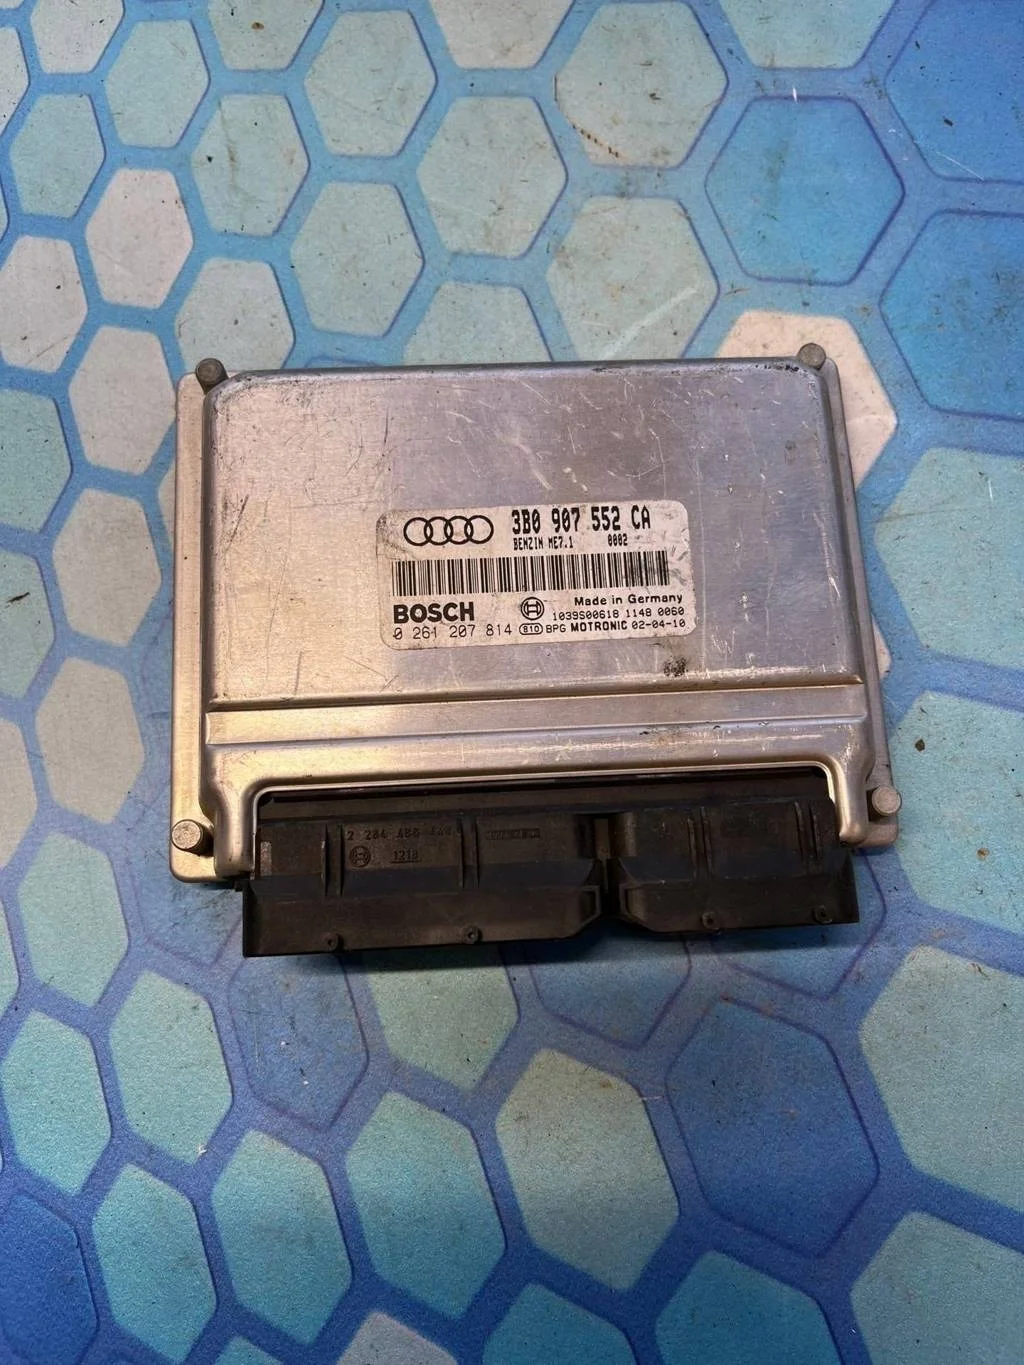 3B0 907 552 CA
BENZIN ME7.1 0002
Made in Germany
BOSCH
1039S00618 1148 0060
0 261 207 814 810 BPG MOTRONIC 02-04-10
1218